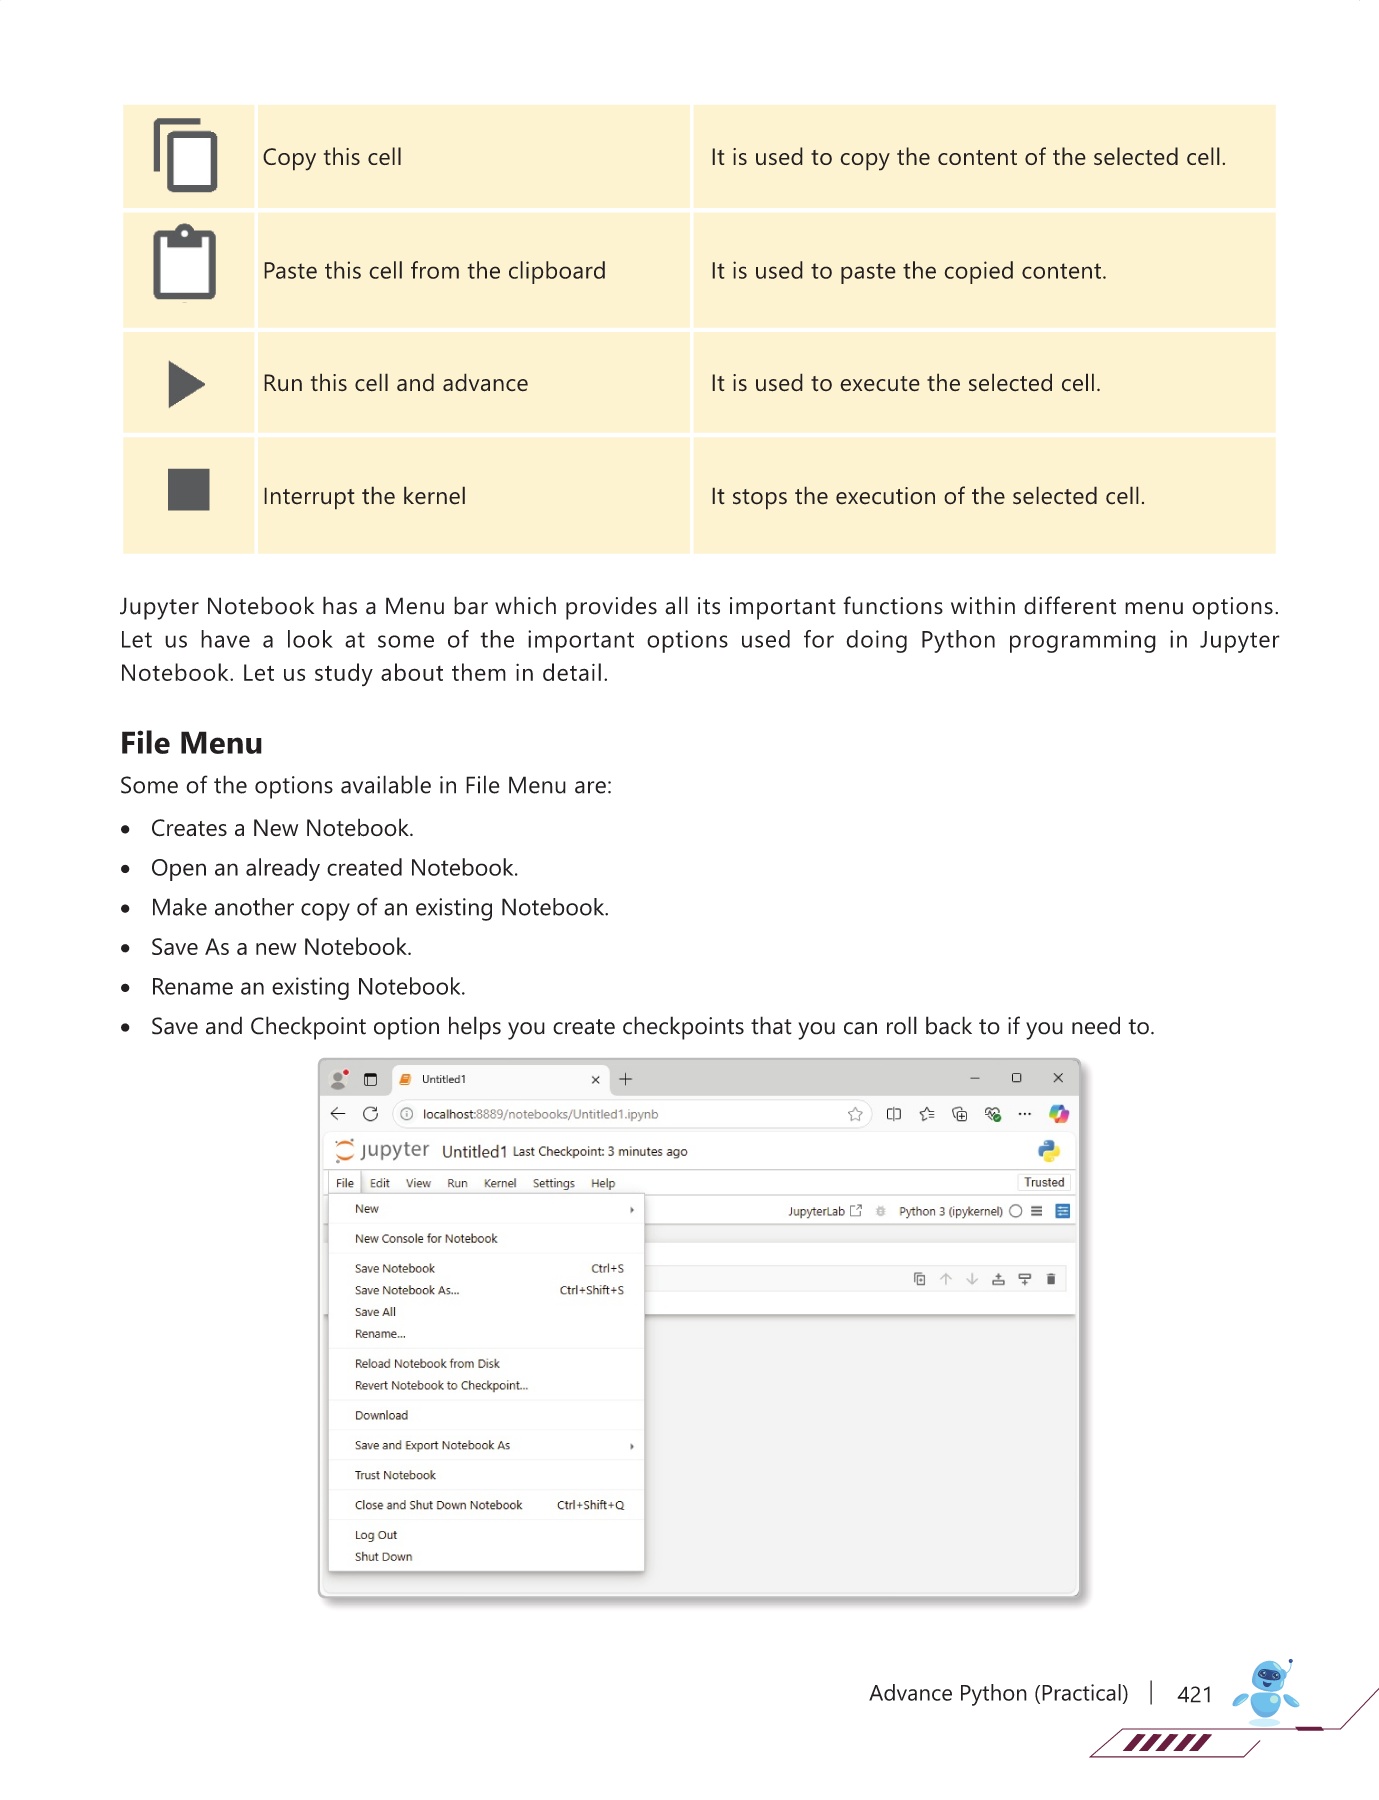 Copy this cell
It is used to copy the content of the selected cell.
Paste this cell from the clipboard
It is used to paste the copied content.
Run this cell and advance
It is used to execute the selected cell.
Interrupt the kernel
It stops the execution of the selected cell.
Jupyter Notebook has a Menu bar which provides all its important functions within different menu options.
Let us have a look at some of the important options used for doing Python programming in Jupyter
Notebook. Let us study about them in detail.
File Menu
Some of the options available in File Menu are:
• Creates a New Notebook.
• Open an already created Notebook.
• Make another copy of an existing Notebook.
• Save As a new Notebook.
• Rename an existing Notebook.
• Save and Checkpoint option helps you create checkpoints that you can roll back to if you need to.
Untitled1
localhost:8889/notebooks/Untitled1.ipynb
jupyter Untitled1 Last Checkpoint: 3 minutes ago
File Edit View Run Kernel Settings Help Trusted
JupyterLab Python 3 (ipykernel)
New
New Console for Notebook
Save Notebook Ctrl+S
Save Notebook As... Ctrl+Shift+S
Save All
Rename...
Reload Notebook from Disk
Revert Notebook to Checkpoint...
Download
Save and Export Notebook As
Trust Notebook
Close and Shut Down Notebook Ctrl+Shift+Q
Log Out
Shut Down
Advance Python (Practical) | 421